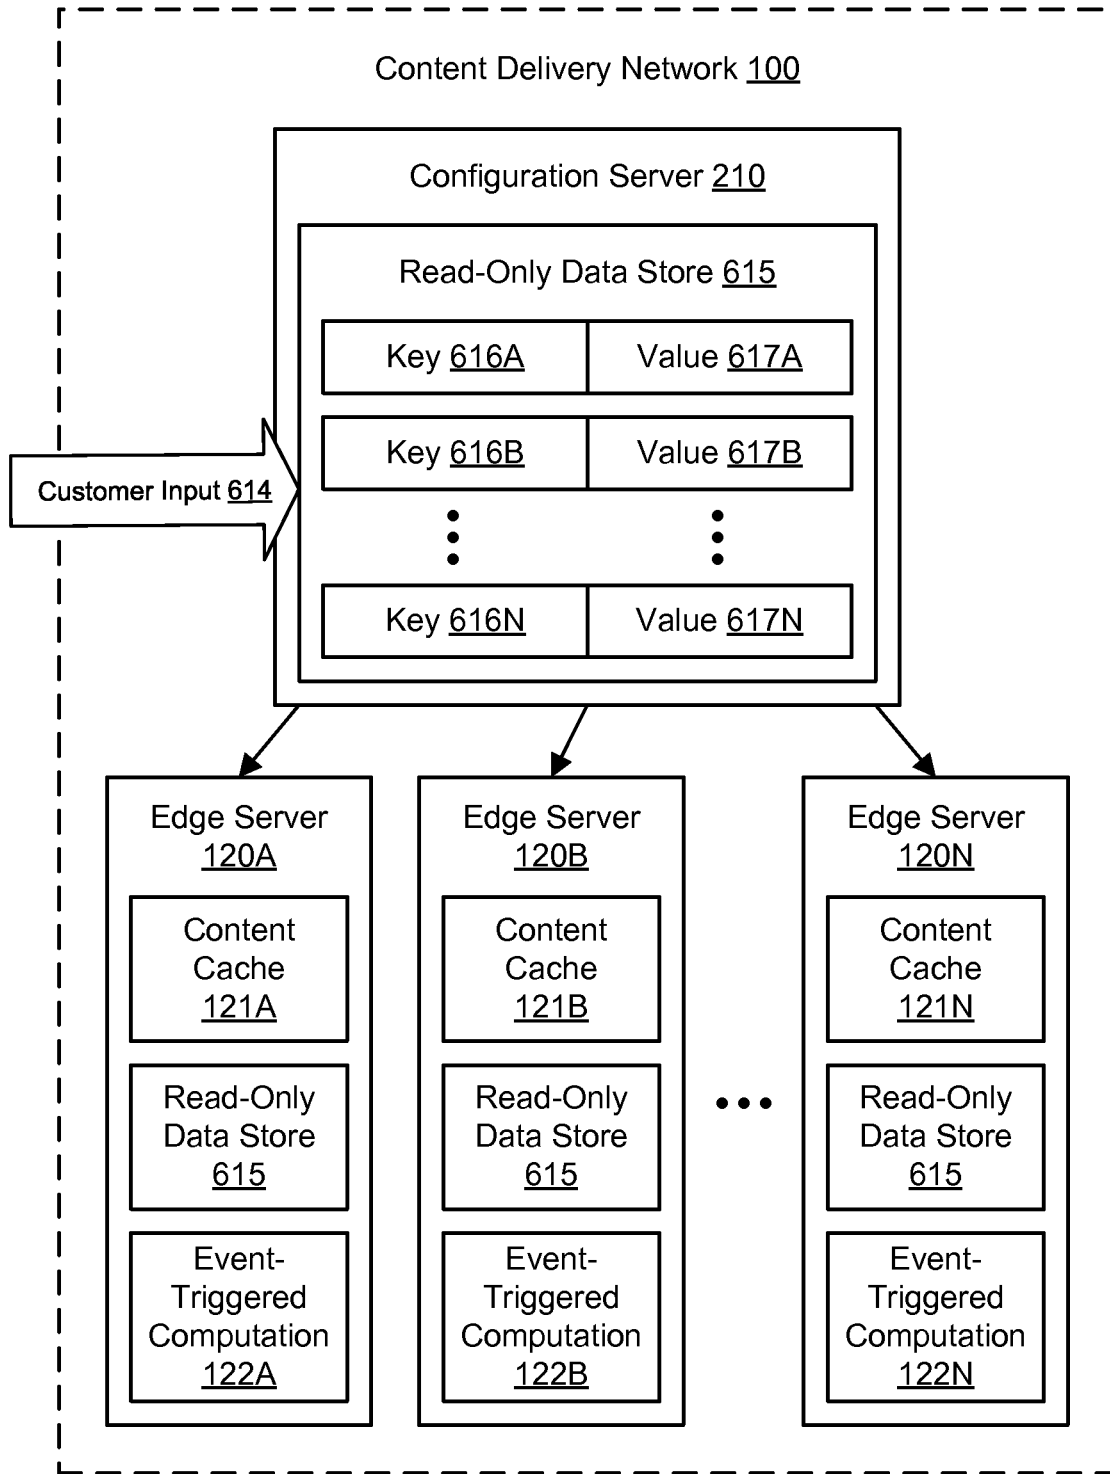 Content Delivery Network 100
Configuration Server 210
Read-Only Data Store 615
Key 616A Value 617A
Key 616B Value 617B
Customer Input 614
Key 616N Value 617N
Edge Server
120A
Content
Cache
121A
Read-Only
Data Store
615
Event-
Triggered
Computation
122A
Edge Server
120B
Content
Cache
121B
Read-Only
Data Store
615
Event-
Triggered
Computation
122B
Edge Server
120N
Content
Cache
121N
Read-Only
Data Store
615
Event-
Triggered
Computation
122N